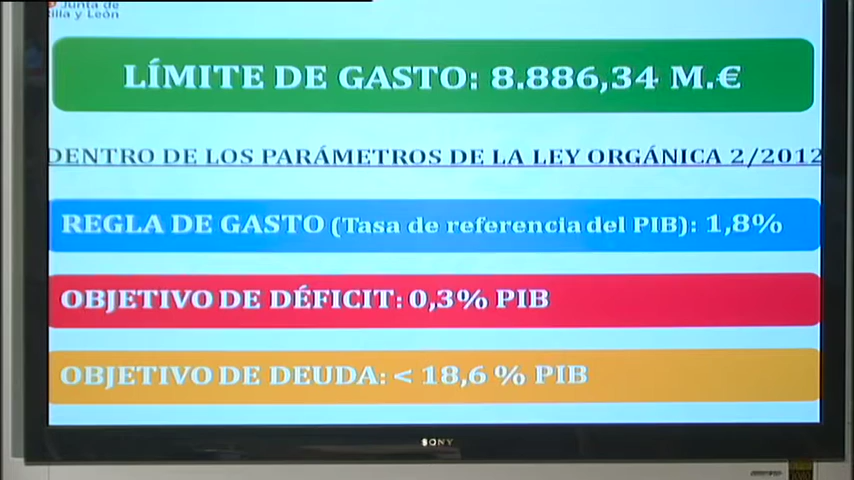 Junta de
illa y León
LÍMITE DE GASTO: 8.886,34 M.€
DENTRO DE LOS PARÁMETROS DE LA LEY ORGÁNICA 2/2012
REGLA DE GASTO (Tasa de referencia del PIB): 1,8%
OBJETIVO DE DÉFICIT: 0,3% PIB
OBJETIVO DE DEUDA: < 18,6 % PIB
SONY